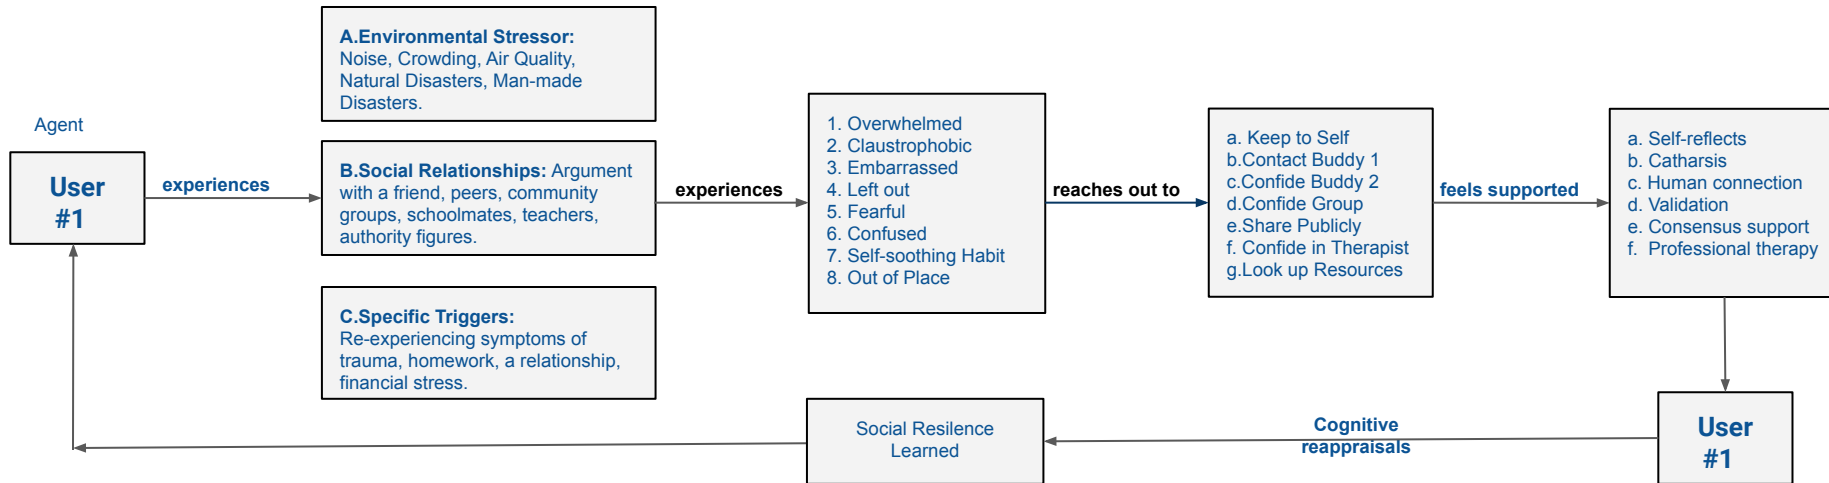 Agent
User
#1
experiences
A.Environmental Stressor:
Noise, Crowding, Air Quality,
Natural Disasters, Man-made
Disasters.
B.Social Relationships: Argument
with a friend, peers, community
groups, schoolmates, teachers,
authority figures.
C.Specific Triggers:
Re-experiencing symptoms of
trauma, homework, a relationship,
financial stress.
experiences
1. Overwhelmed
2. Claustrophobic
3. Embarrassed
4. Left out
5. Fearful
6. Confused
7. Self-soothing Habit
8. Out of Place
reaches out to
a. Keep to Self
b.Contact Buddy 1
c.Confide Buddy 2
d.Confide Group
e.Share Publicly
f. Confide in Therapist
g.Look up Resources
feels supported
a. Self-reflects
b. Catharsis
c. Human connection
d. Validation
e. Consensus support
f. Professional therapy
User
#1
Cognitive
reappraisals
Social Resilence
Learned